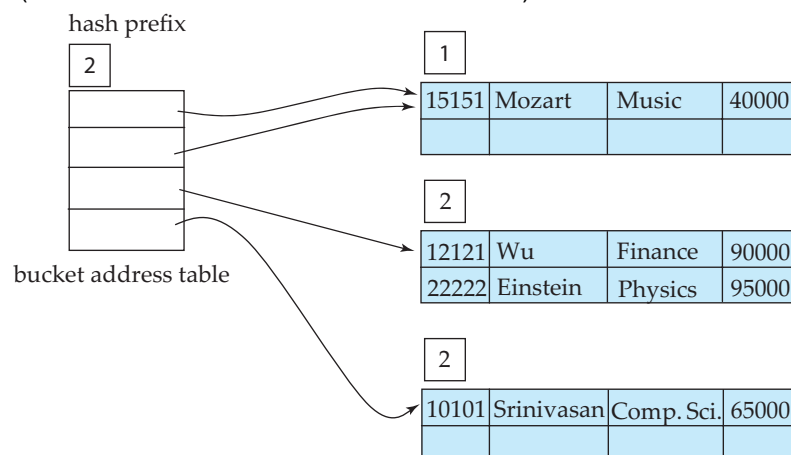 hash prefix
2
1
15151 Mozart Music 40000
2
12121 Wu Finance 90000
22222 Einstein Physics 95000
bucket address table
2
10101 Srinivasan Comp. Sci. 65000